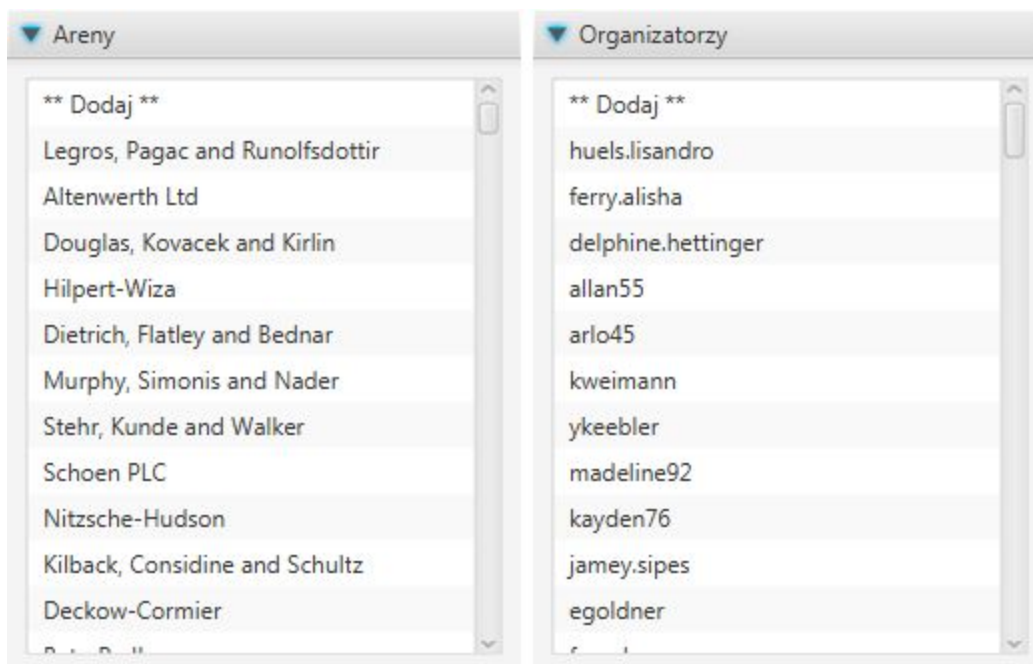 Areny
** Dodaj **
Legros, Pagac and Runolfsdottir
Altenwerth Ltd
Douglas, Kovacek and Kirlin
Hilpert-Wiza
Dietrich, Flatley and Bednar
Murphy, Simonis and Nader
Stehr, Kunde and Walker
Schoen PLC
Nitzsche-Hudson
Kilback, Considine and Schultz
Deckow-Cormier
Organizatorzy
** Dodaj **
huels.lisandro
ferry.alisha
delphine.hettinger
allan55
arlo45
kweimann
ykeebler
madeline92
kayden76
jamey.sipes
egoldner